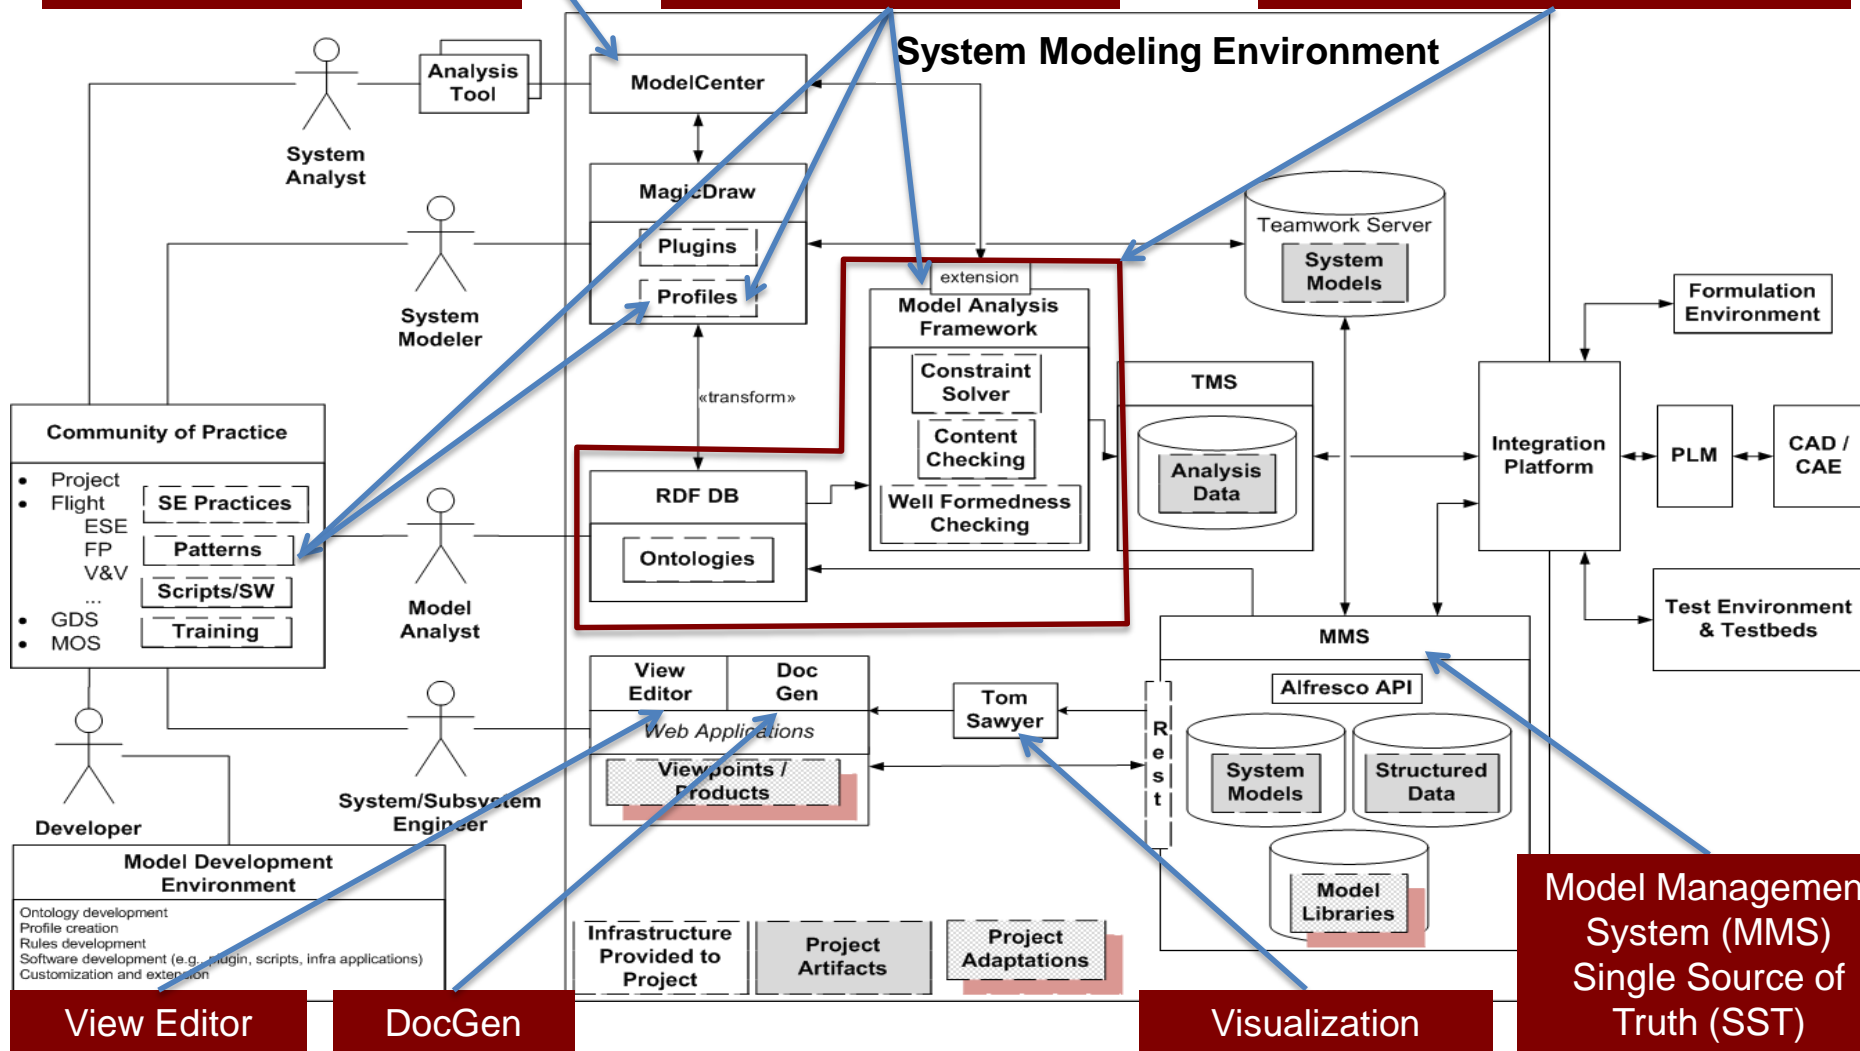 System Modeling Environment
Analysis
Tool
ModelCenter
System
Analyst
MagicDraw
Plugins
Profiles
System
Modeler
Teamwork Server
System
Models
extension
Model Analysis
Framework
Constraint
Solver
Content
Checking
Well Formedness
Checking
«transform»
TMS
Analysis
Data
Formulation
Environment
Integration
Platform
PLM
CAD /
CAE
Test Environment
& Testbeds
Community of Practice
• Project
• Flight
ESE
FP
V&V
...
• GDS
• MOS
SE Practices
Patterns
Scripts/SW
Training
RDF DB
Ontologies
Model
Analyst
MMS
Alfresco API
System
Models
Structured
Data
Model
Libraries
Rest
View
Editor
Doc
Gen
Web Applications
Viewpoints /
Products
Tom
Sawyer
Developer
System/Subsystem
Engineer
Model Development
Environment
Ontology development
Profile creation
Rules development
Software development (e.g., plugin, scripts, infra applications)
Customization and extension
Infrastructure
Provided to
Project
Project
Artifacts
Project
Adaptations
View Editor
DocGen
Visualization
Model Managemen
System (MMS)
Single Source of
Truth (SST)